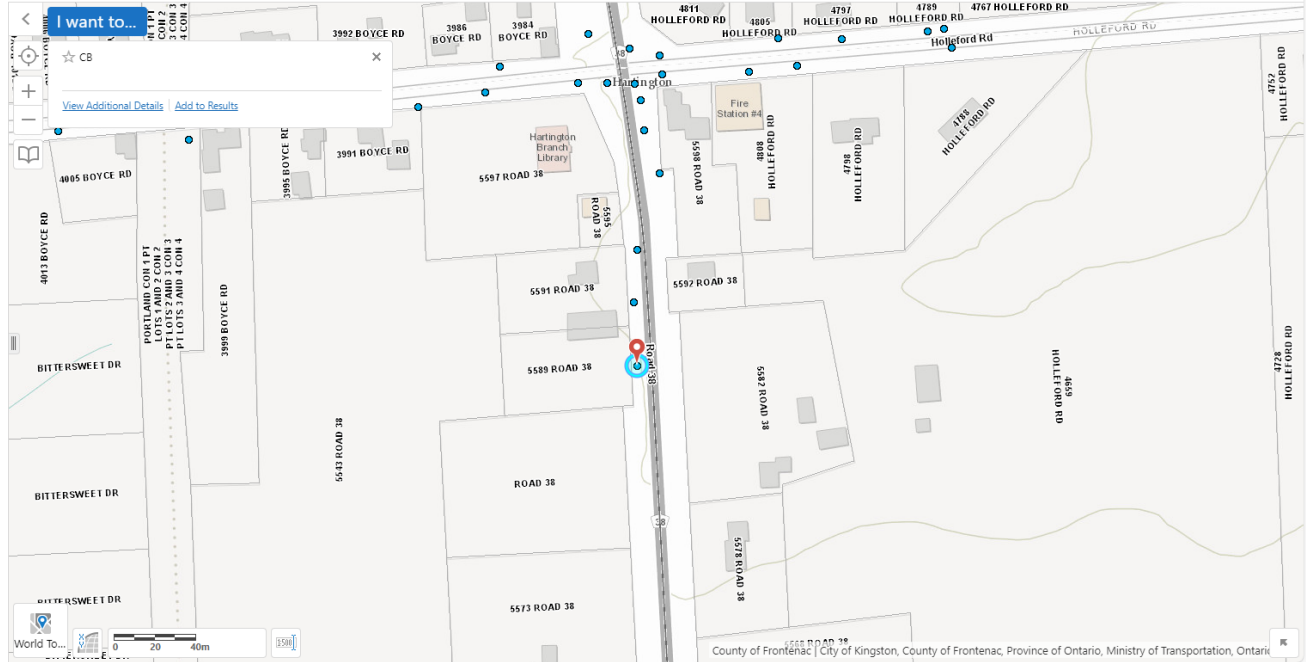 I want to...
CB
View Additional Details | Add to Results
3992 BOYCE RD
3986
BOYCE RD
3984
BOYCE RD
4811
HOLLEFORD RD
4805
HOLLEFORD RD
4797
HOLLEFORD RD
4789
HOLLEFORD RD
4767 HOLLEFORD RD
HOLLEFORD RD
Holleford Rd
38
Hartington
4752
HOLLEFORD RD
Fire
Station #4
Hartington
Branch
Library
4005 BOYCE RD
3995 BOYCE RD
3991 BOYCE RD
5597 ROAD 38
5598 ROAD 38
4808
HOLLEFORD RD
4798
HOLLEFORD RD
4788
HOLLEFORD RD
5595
ROAD 38
4013 BOYCE RD
PORTLAND CON 1 PT
LOTS 1 AND 2 CON 2
PT LOTS 2 AND 3 CON 3
PT LOTS 3 AND 4 CON 4
3999 BOYCE RD
5591 ROAD 38
5592 ROAD 38
BITTERSWEET DR
5589 ROAD 38
Road 38
5582 ROAD 38
4659
HOLLEFORD RD
4728
HOLLEFORD RD
5543 ROAD 38
BITTERSWEET DR
ROAD 38
38
5578 ROAD 38
BITTERSWEET DR
5573 ROAD 38
5568 ROAD 38
World To...
0 20 40m
1:500
County of Frontenac | City of Kingston, County of Frontenac, Province of Ontario, Ministry of Transportation, Ontario